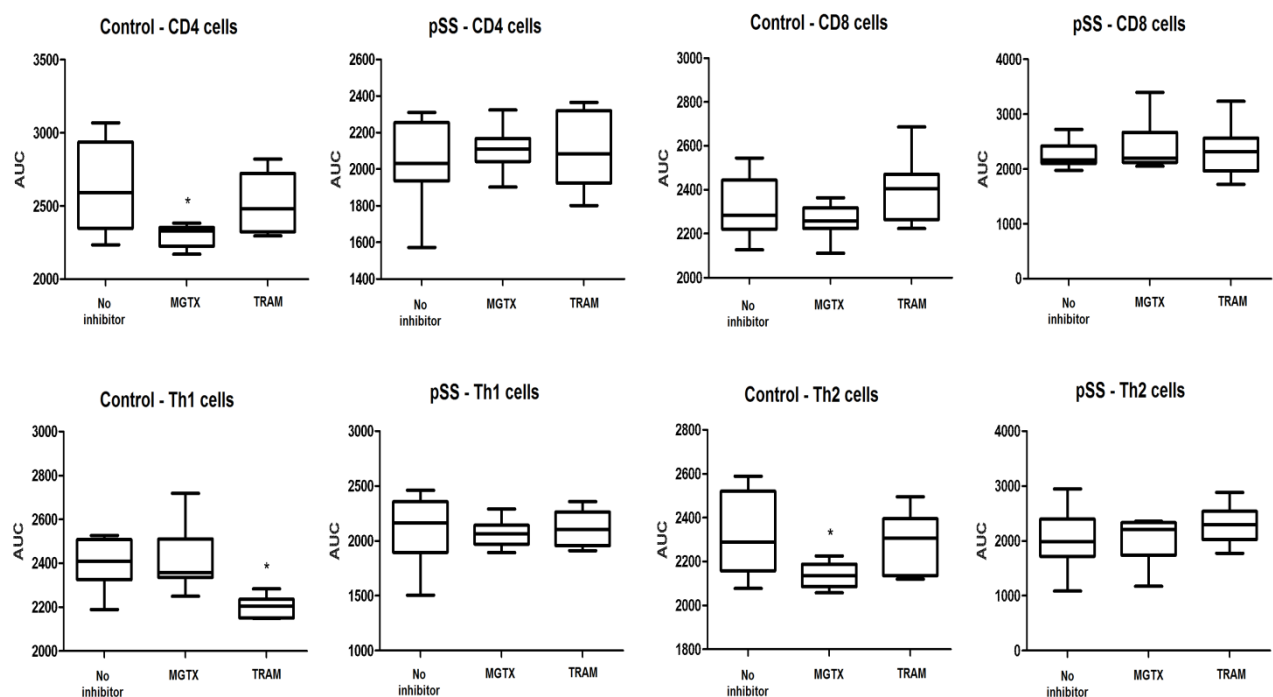 Control - CD4 cells
3500
3000
2500
2000
AUC
*
No
inhibitor
MGTX
TRAM
pSS - CD4 cells
2600
2400
2200
2000
1800
1600
1400
AUC
No
inhibitor
MGTX
TRAM
Control - CD8 cells
3000
2800
2600
2400
2200
2000
AUC
No
inhibitor
MGTX
TRAM
pSS - CD8 cells
4000
3000
2000
1000
0
AUC
No
inhibitor
MGTX
TRAM
Control - Th1 cells
3000
2800
2600
2400
2200
2000
AUC
*
No
inhibitor
MGTX
TRAM
pSS - Th1 cells
3000
2500
2000
1500
1000
AUC
No
inhibitor
MGTX
TRAM
Control - Th2 cells
2800
2600
2400
2200
2000
1800
AUC
*
No
inhibitor
MGTX
TRAM
pSS - Th2 cells
4000
3000
2000
1000
0
AUC
No
inhibitor
MGTX
TRAM